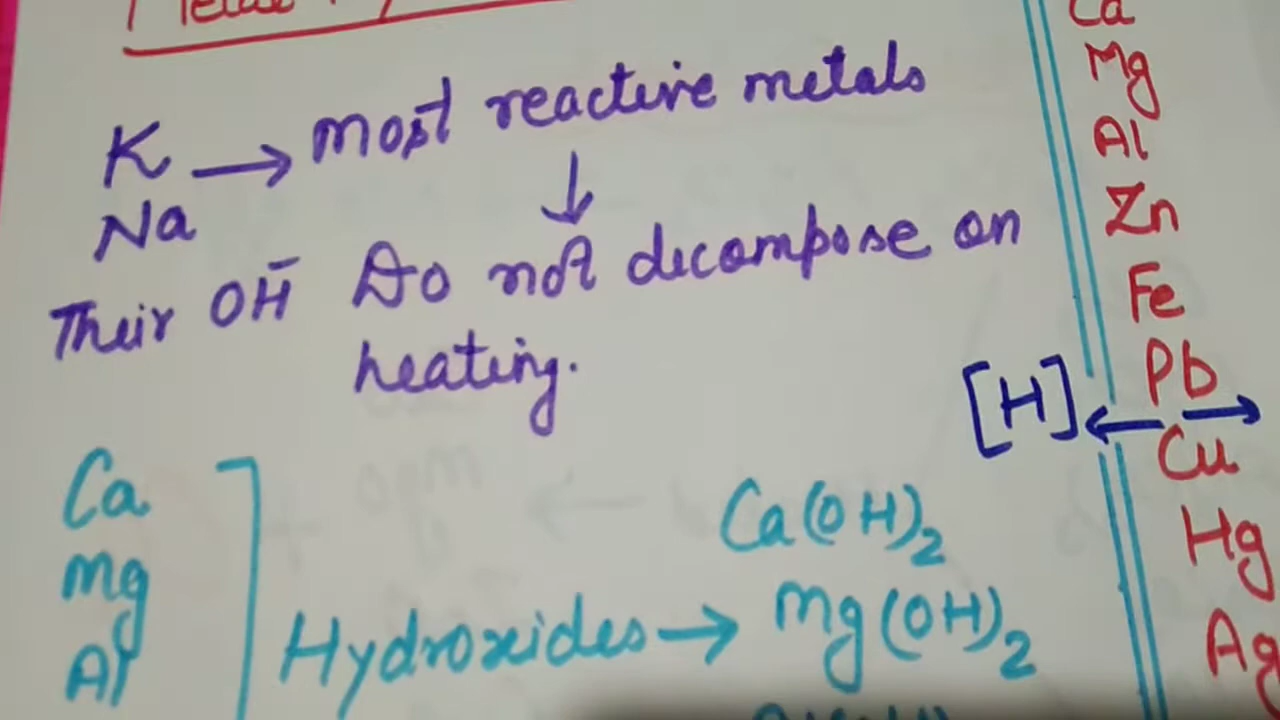 K → most reactive metals
Na
↓
Their OH⁻ Do not decompose on
heating.
Ca
Mg
Al
Hydroxides → Ca(OH)₂
Mg(OH)₂
Ca
Mg
Al
Zn
Fe
Pb
[H] ← →
Cu
Hg
Ag